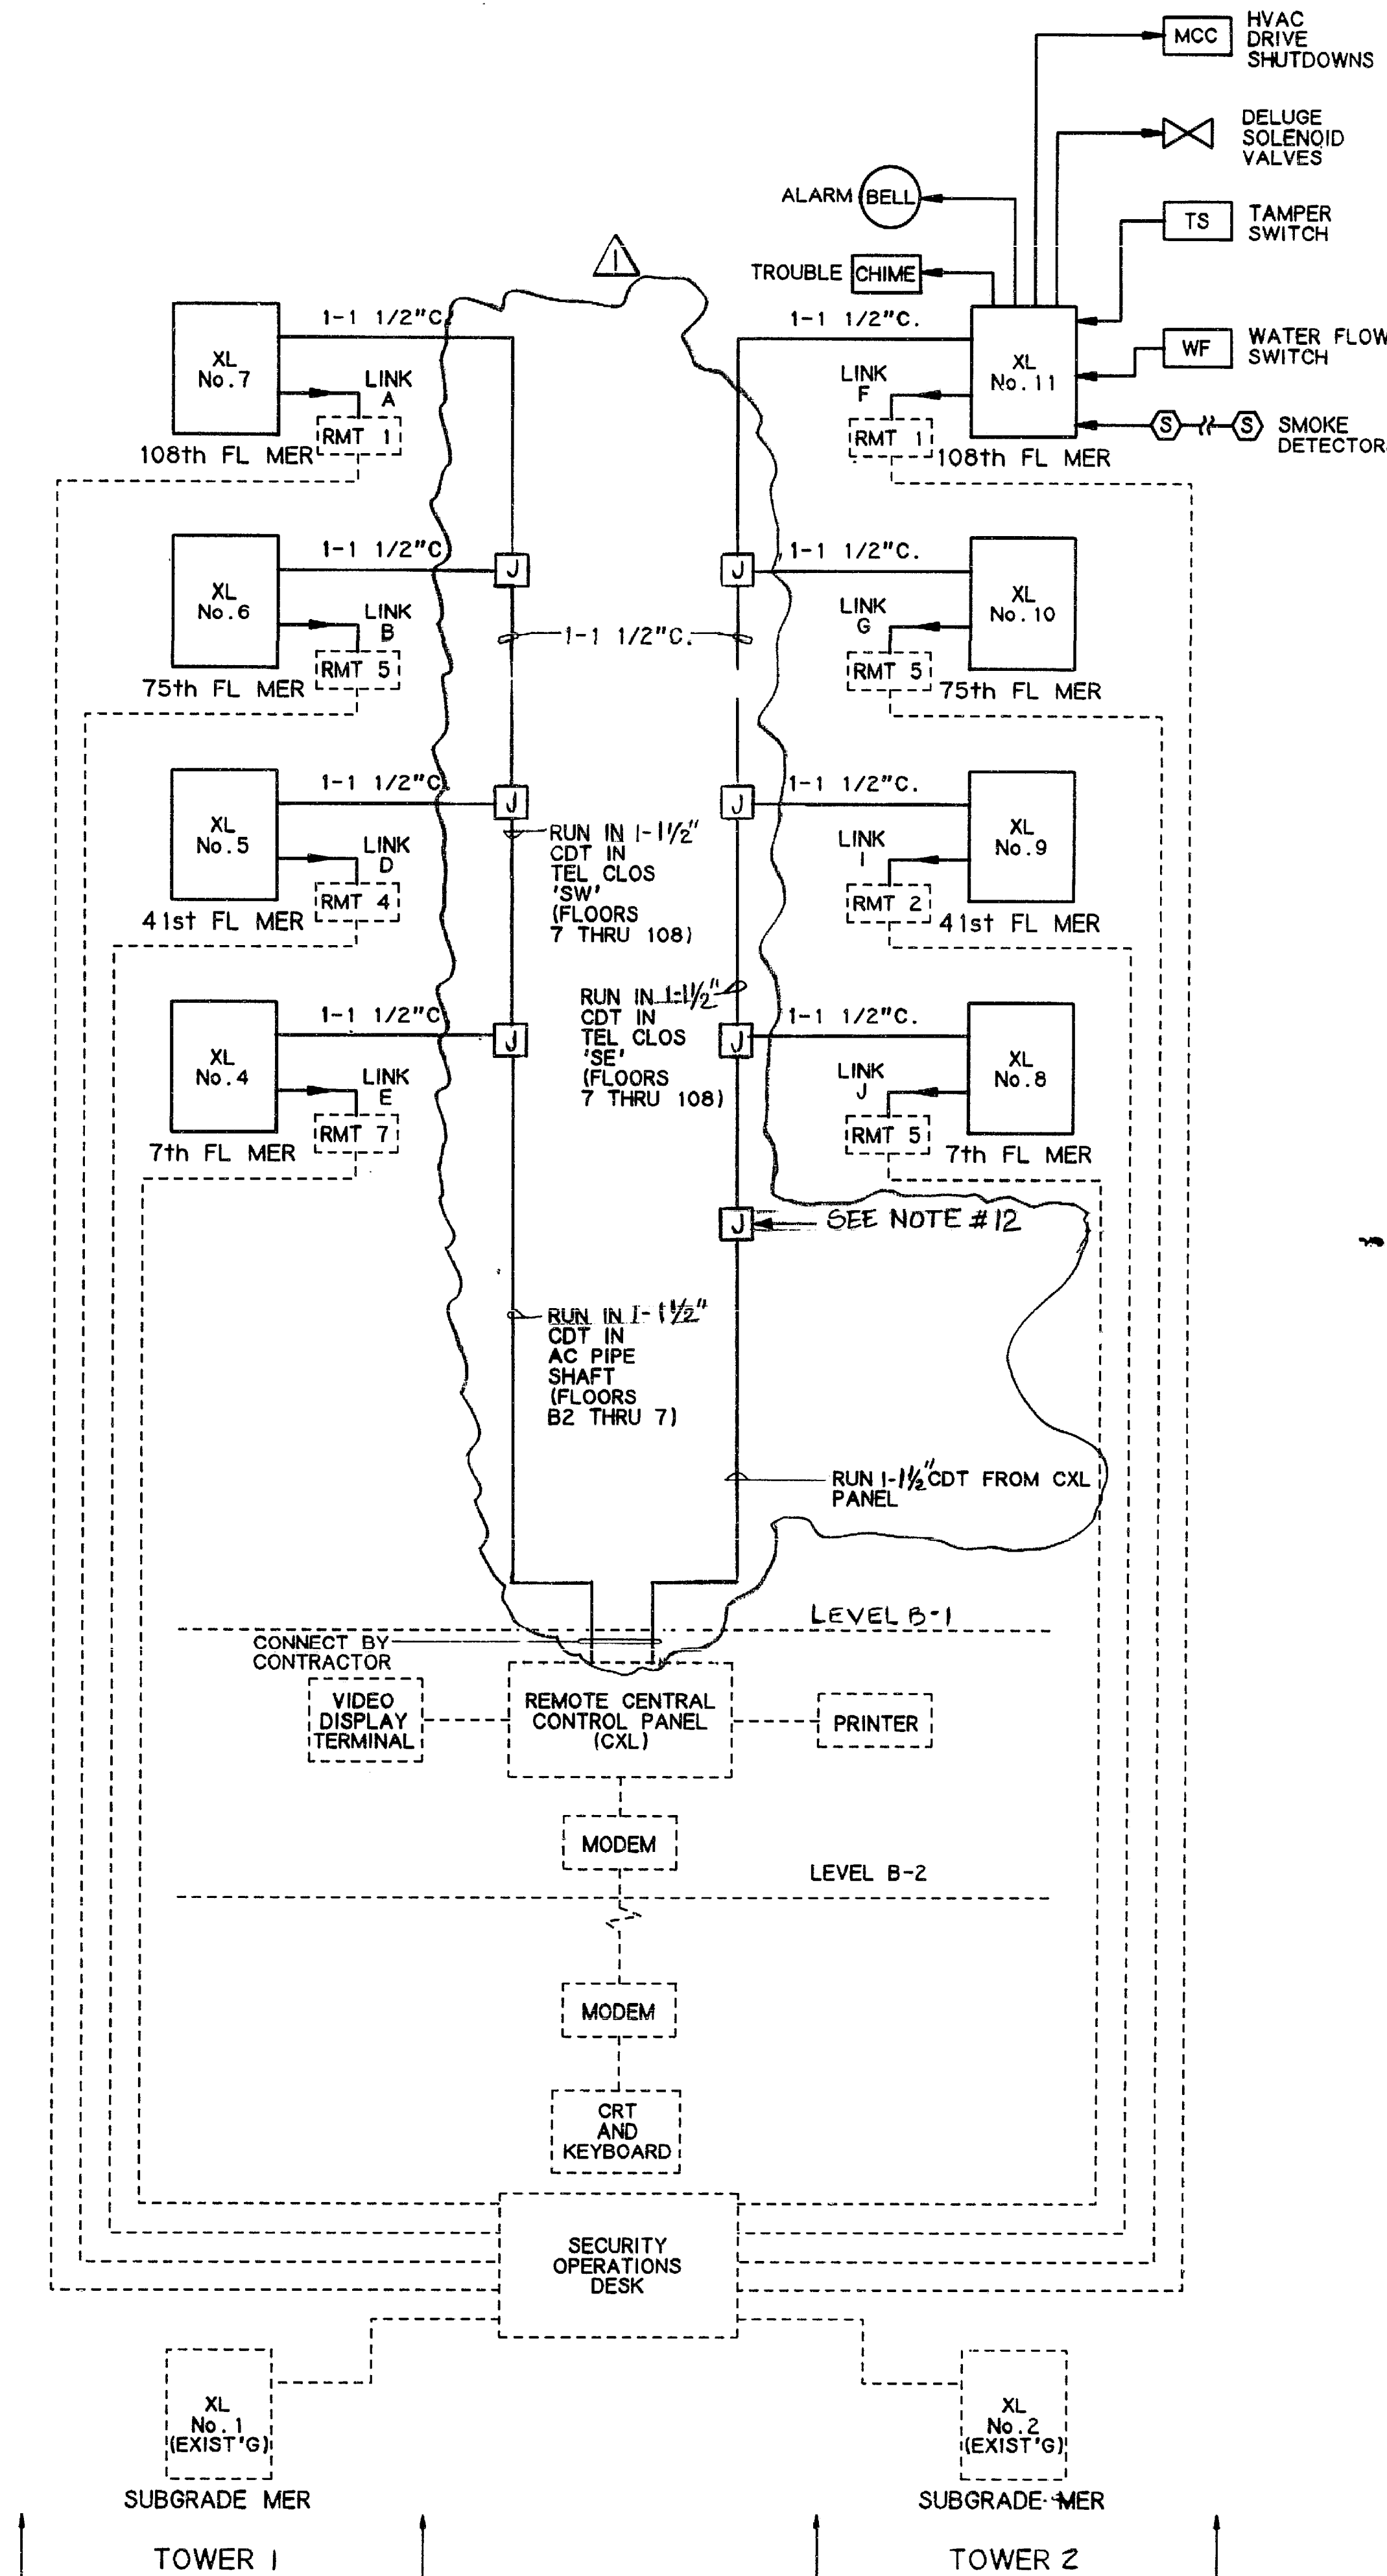 MCC
HVAC
DRIVE
SHUTDOWNS
DELUGE
SOLENOID
VALVES
ALARM
BELL
TS
TAMPER
SWITCH
TROUBLE
CHIME
1
WF
WATER FLOW
SWITCH
S
S
SMOKE
DETECTOR
XL
No.7
1-1 1/2"C
LINK
A
RMT 1
108th FL MER
1-1 1/2"C.
XL
No.11
LINK
F
RMT 1
108th FL MER
XL
No.6
1-1 1/2"C
LINK
B
RMT 5
75th FL MER
J
J
1-1 1/2"C.
1-1 1/2"C.
XL
No.10
LINK
G
RMT 5
75th FL MER
XL
No.5
1-1 1/2"C
LINK
D
RMT 4
41st FL MER
J
J
1-1 1/2"C.
XL
No.9
LINK
I
RMT 2
41st FL MER
RUN IN 1-1½"
CDT IN
TEL CLOS
'SW'
(FLOORS
7 THRU 108)
RUN IN 1-1½"
CDT IN
TEL CLOS
'SE'
(FLOORS
7 THRU 108)
XL
No.4
1-1 1/2"C
LINK
E
RMT 7
7th FL MER
J
J
1-1 1/2"C.
XL
No.8
LINK
J
RMT 5
7th FL MER
J
SEE NOTE #12
RUN IN 1-1½"
CDT IN
AC PIPE
SHAFT
(FLOORS
B2 THRU 7)
RUN 1-1½"CDT FROM CXL
PANEL
LEVEL B-1
CONNECT BY
CONTRACTOR
VIDEO
DISPLAY
TERMINAL
REMOTE CENTRAL
CONTROL PANEL
(CXL)
PRINTER
MODEM
LEVEL B-2
MODEM
CRT
AND
KEYBOARD
SECURITY
OPERATIONS
DESK
XL
No.1
(EXIST'G)
SUBGRADE MER
XL
No.2
(EXIST'G)
SUBGRADE MER
TOWER 1
TOWER 2